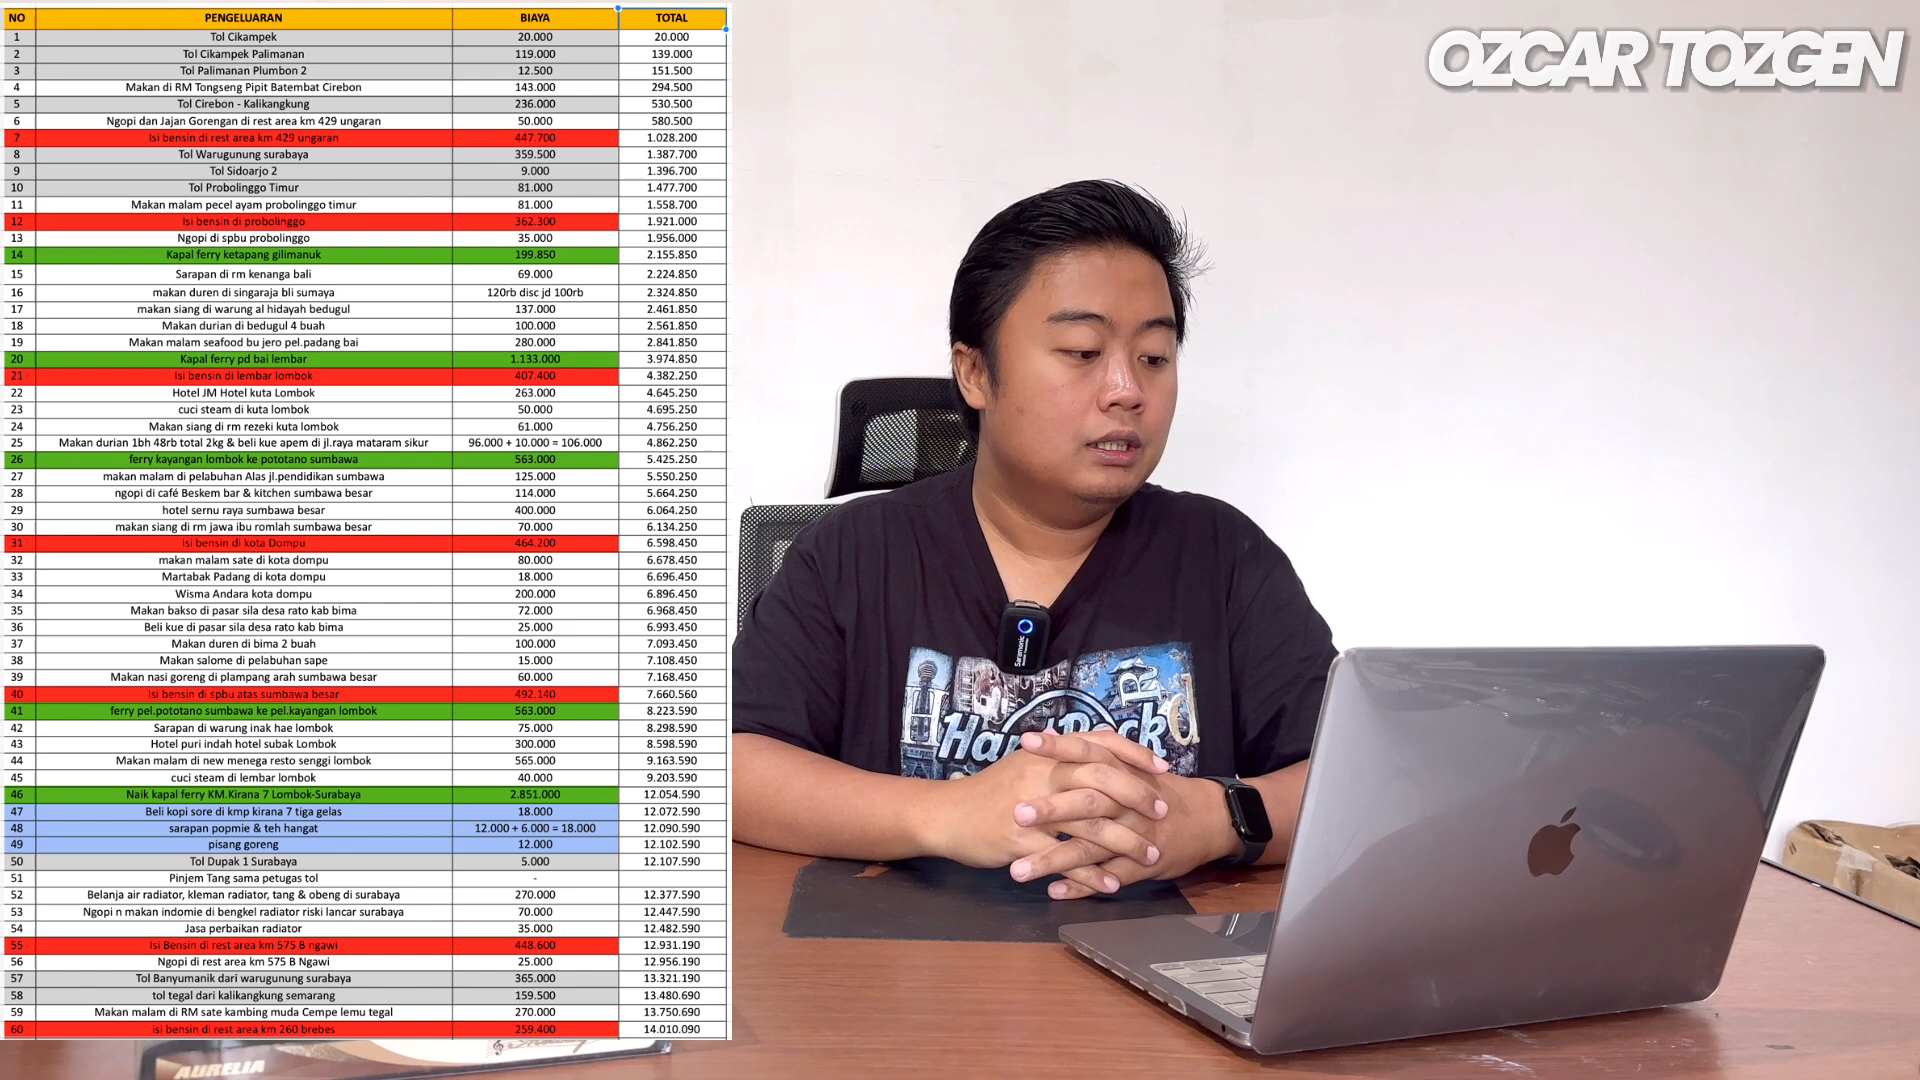 NO PENGELUARAN BIAYA TOTAL
1 Tol Cikampek 20.000 20.000
2 Tol Cikampek Palimanan 119.000 139.000
3 Tol Palimanan Plumbon 2 12.500 151.500
4 Makan di RM Tongseng Pipit Batembat Cirebon 143.000 294.500
5 Tol Cirebon - Kalikangkung 236.000 530.500
6 Ngopi dan Jajan Gorengan di rest area km 429 ungaran 50.000 580.500
7 Isi bensin di rest area km 429 ungaran 447.700 1.028.200
8 Tol Warugunung surabaya 359.500 1.387.700
9 Tol Sidoarjo 2 9.000 1.396.700
10 Tol Probolinggo Timur 81.000 1.477.700
11 Makan malam pecel ayam probolinggo timur 81.000 1.558.700
12 Isi bensin di probolinggo 362.300 1.921.000
13 Ngopi di spbu probolinggo 35.000 1.956.000
14 Kapal ferry ketapang gilimanuk 199.850 2.155.850
15 Sarapan di rm kenanga bali 69.000 2.224.850
16 makan duren di singaraja bli sumaya 120rb disc jd 100rb 2.324.850
17 makan siang di warung al hidayah bedugul 137.000 2.461.850
18 Makan durian di bedugul 4 buah 100.000 2.561.850
19 Makan malam seafood bu jero pel.padang bai 280.000 2.841.850
20 Kapal ferry pd bai lembar 1.133.000 3.974.850
21 Isi bensin di lembar lombok 407.400 4.382.250
22 Hotel JM Hotel kuta Lombok 263.000 4.645.250
23 cuci steam di kuta lombok 50.000 4.695.250
24 Makan siang di rm rezeki kuta lombok 61.000 4.756.250
25 Makan durian 1bh 48rb total 2kg & beli kue apem di jl.raya mataram sikur 96.000 + 10.000 = 106.000 4.862.250
26 ferry kayangan lombok ke pototano sumbawa 563.000 5.425.250
27 makan malam di pelabuhan Alas jl.pendidikan sumbawa 125.000 5.550.250
28 ngopi di café Beskem bar & kitchen sumbawa besar 114.000 5.664.250
29 hotel sernu raya sumbawa besar 400.000 6.064.250
30 makan siang di rm jawa ibu romlah sumbawa besar 70.000 6.134.250
31 Isi bensin di kota Dompu 464.200 6.598.450
32 makan malam sate di kota dompu 80.000 6.678.450
33 Martabak Padang di kota dompu 18.000 6.696.450
34 Wisma Andara kota dompu 200.000 6.896.450
35 Makan bakso di pasar sila desa rato kab bima 72.000 6.968.450
36 Beli kue di pasar sila desa rato kab bima 25.000 6.993.450
37 Makan duren di bima 2 buah 100.000 7.093.450
38 Makan salome di pelabuhan sape 15.000 7.108.450
39 Makan nasi goreng di plampang arah sumbawa besar 60.000 7.168.450
40 Isi bensin di spbu atas sumbawa besar 492.140 7.660.560
41 ferry pel.pototano sumbawa ke pel.kayangan lombok 563.000 8.223.590
42 Sarapan di warung inak hae lombok 75.000 8.298.590
43 Hotel puri indah hotel subak Lombok 300.000 8.598.590
44 Makan malam di new menega resto senggi lombok 565.000 9.163.590
45 cuci steam di lembar lombok 40.000 9.203.590
46 Naik kapal ferry KM.Kirana 7 Lombok-Surabaya 2.851.000 12.054.590
47 Beli kopi sore di kmp kirana 7 tiga gelas 18.000 12.072.590
48 sarapan popmie & teh hangat 12.000 + 6.000 = 18.000 12.090.590
49 pisang goreng 12.000 12.102.590
50 Tol Dupak 1 Surabaya 5.000 12.107.590
51 Pinjem Tang sama petugas tol -
52 Belanja air radiator, kleman radiator, tang & obeng di surabaya 270.000 12.377.590
53 Ngopi n makan indomie di bengkel radiator riski lancar surabaya 70.000 12.447.590
54 Jasa perbaikan radiator 35.000 12.482.590
55 Isi Bensin di rest area km 575 B ngawi 448.600 12.931.190
56 Ngopi di rest area km 575 B Ngawi 25.000 12.956.190
57 Tol Banyumanik dari warugunung surabaya 365.000 13.321.190
58 tol tegal dari kalikangkung semarang 159.500 13.480.690
59 Makan malam di RM sate kambing muda Cempe lemu tegal 270.000 13.750.690
60 isi bensin di rest area km 260 brebes 259.400 14.010.090
OZCAR TOZGEN
Saramonic
Hard Rock
AURELIA